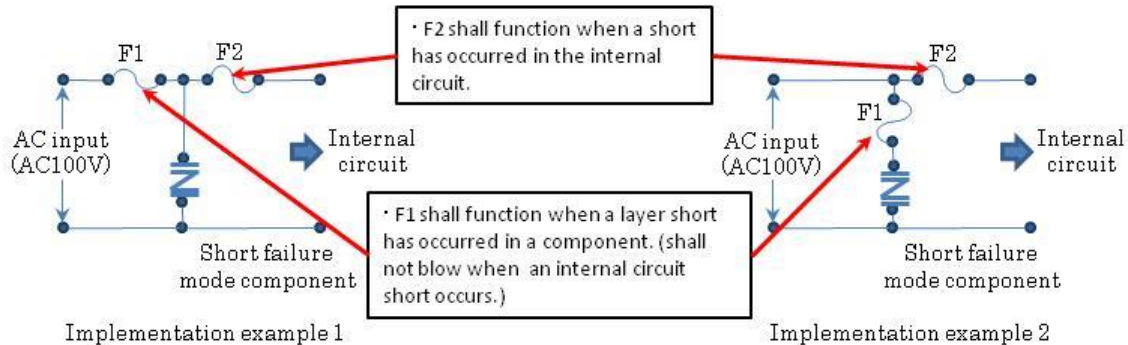 F1
F2
AC input
(AC100V)
Internal
circuit
Short failure
mode component
Implementation example 1
・F2 shall function when a short
has occurred in the internal
circuit.
・F1 shall function when a layer short
has occurred in a component. (shall
not blow when an internal circuit
short occurs.)
F2
F1
AC input
(AC100V)
Internal
circuit
Short failure
mode component
Implementation example 2